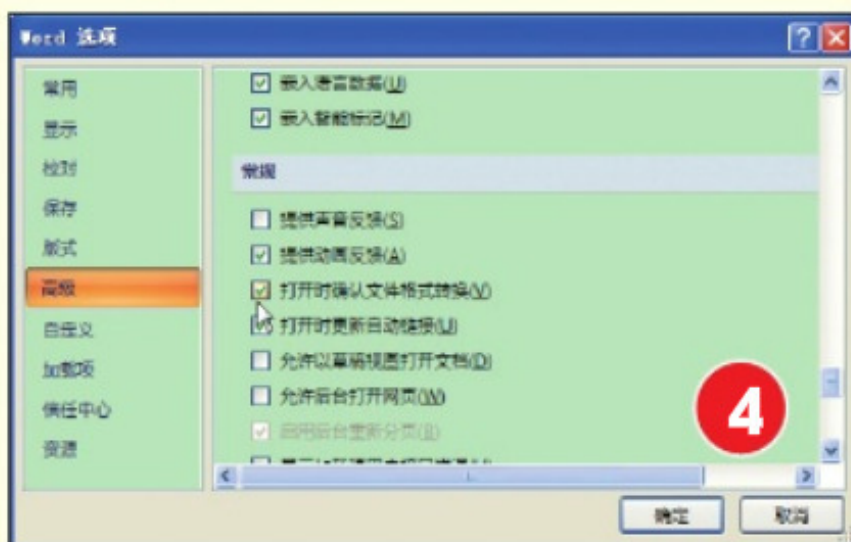 Word 选项
常用
显示
校对
保存
版式
高级
自定义
加载项
信任中心
资源
嵌入语言数据(U)
嵌入智能标记(M)
常规
提供声音反馈(S)
提供动画反馈(A)
打开时确认文件格式转换(V)
打开时更新自动链接(U)
允许以草稿视图打开文档(D)
允许后台打开网页(W)
启用后台重新分页(B)
4
确定
取消